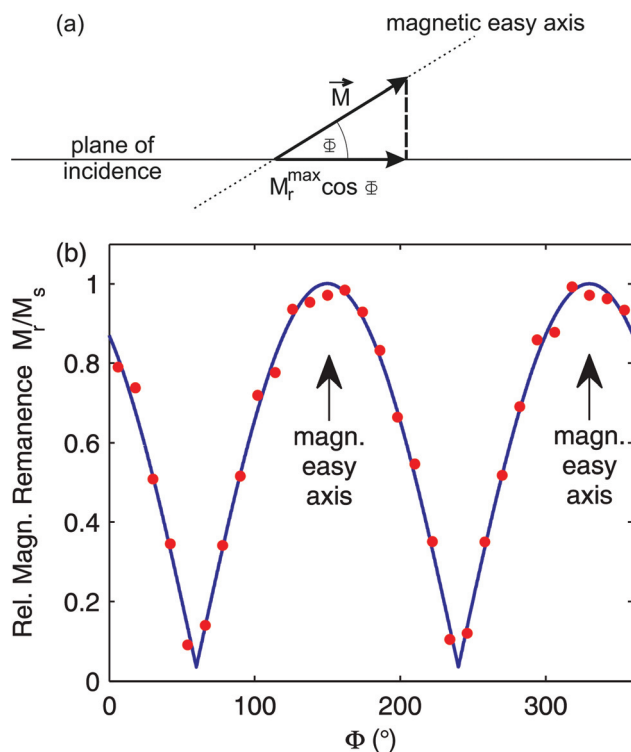 (a)
magnetic easy axis
M
Φ
plane of
incidence
M_r^max cos Φ
(b)
Rel. Magn. Remanence M_r/M_s
1
0.8
0.6
0.4
0.2
0
magn.
easy
axis
magn..
easy
axis
0
100
200
300
Φ (°)